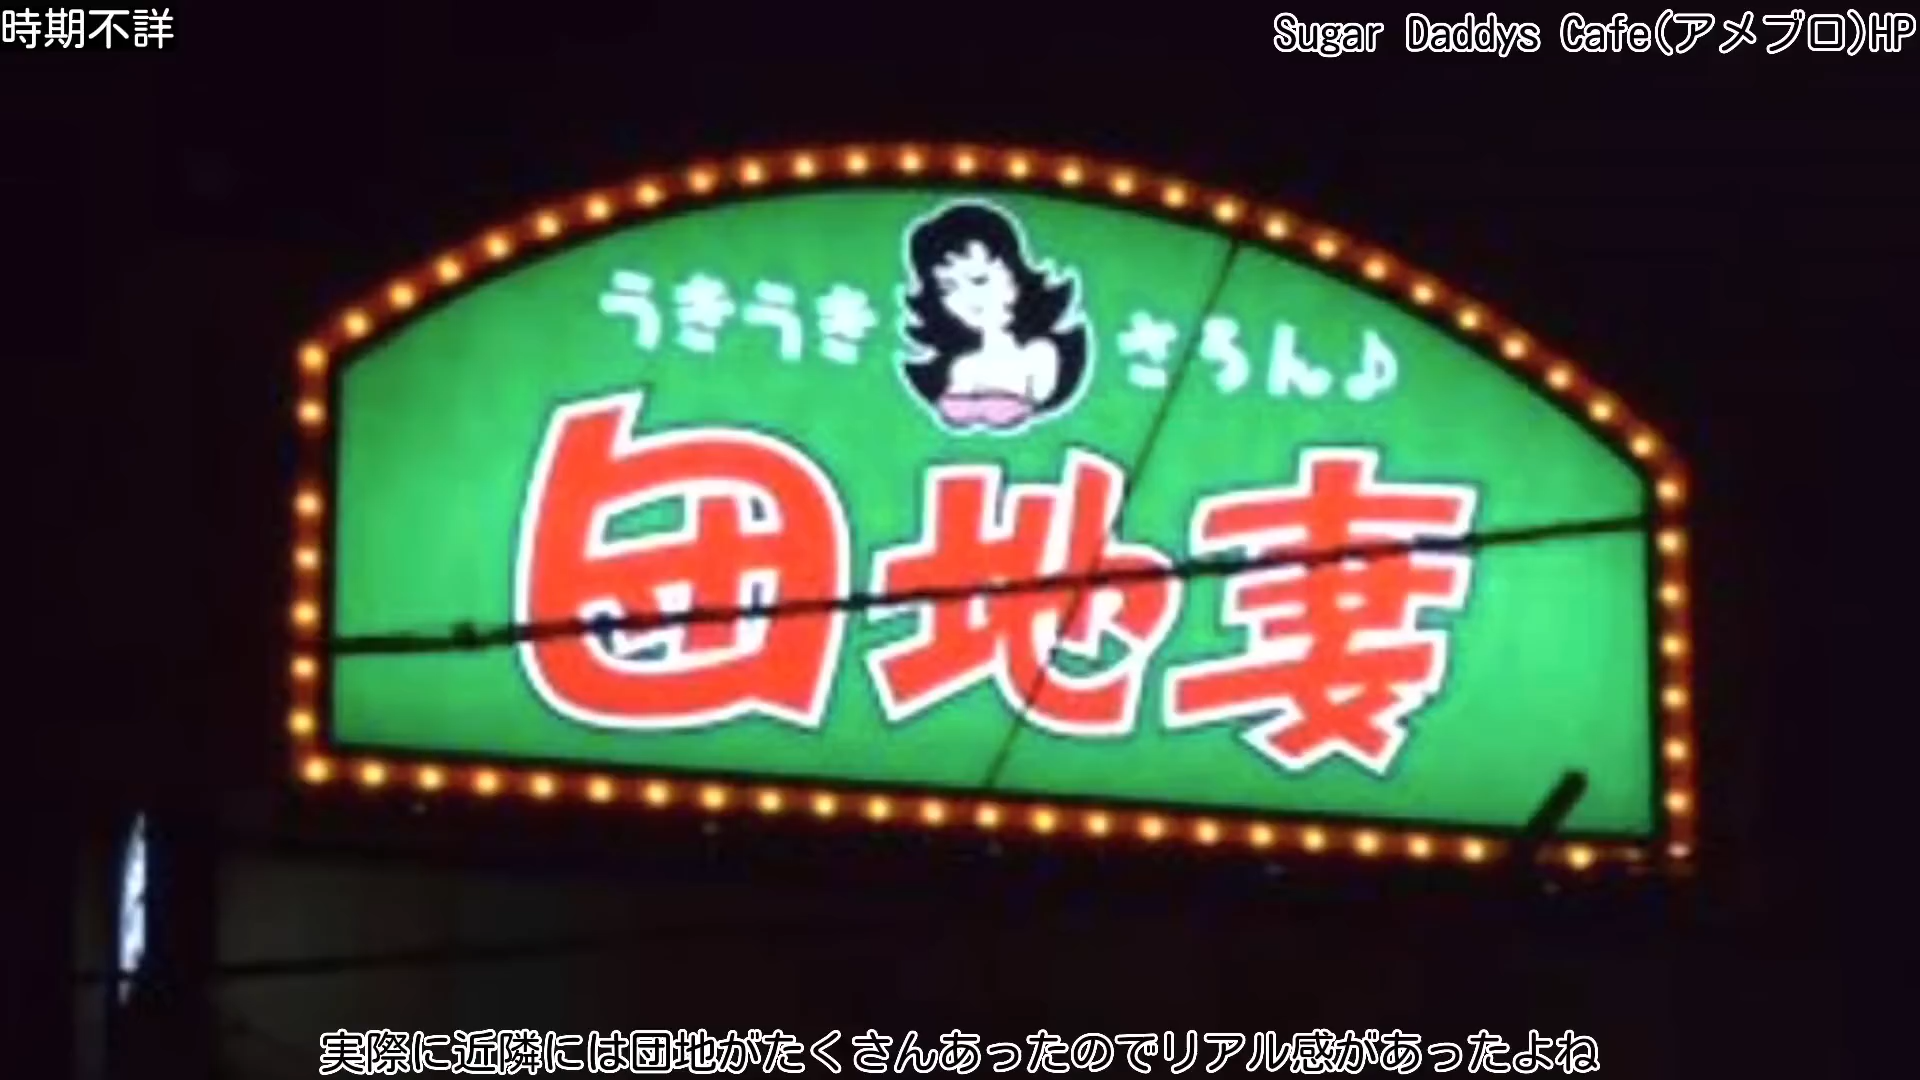 時期不詳
Sugar Daddys Cafe(アメブロ)HP
うきうき さろん♪
団地妻
実際に近隣には団地がたくさんあったのでリアル感があったよね